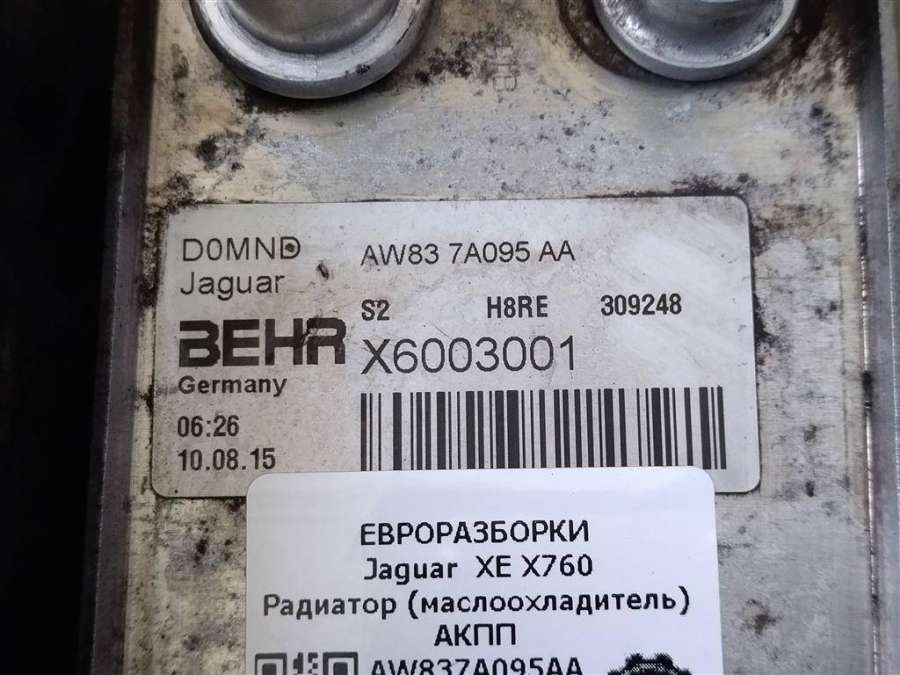 D0MND
Jaguar
AW83 7A095 AA
S2 H8RE 309248
BEHR
X6003001
Germany
06:26
10.08.15
ЕВРОРАЗБОРКИ
Jaguar XE X760
Радиатор (маслоохладитель)
АКПП
AW837A095AA